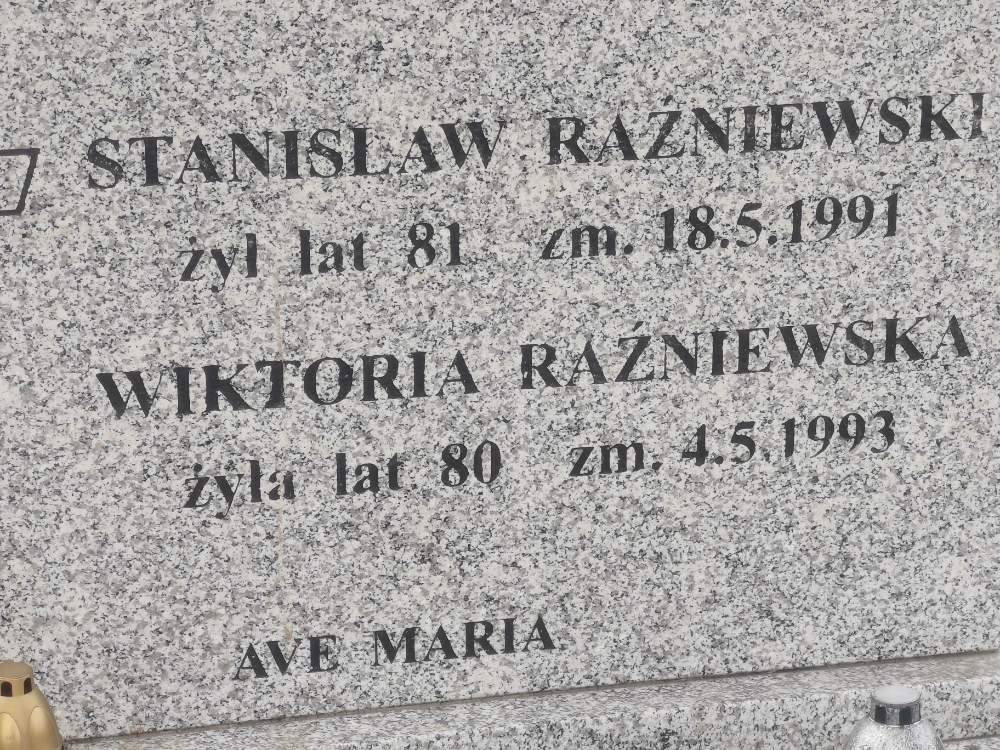 STANISŁAW RAŹNIEWSKI
żył lat 81 zm. 18.5.1991
WIKTORIA RAŹNIEWSKA
żyła lat 80 zm. 4.5.1993
AVE MARIA